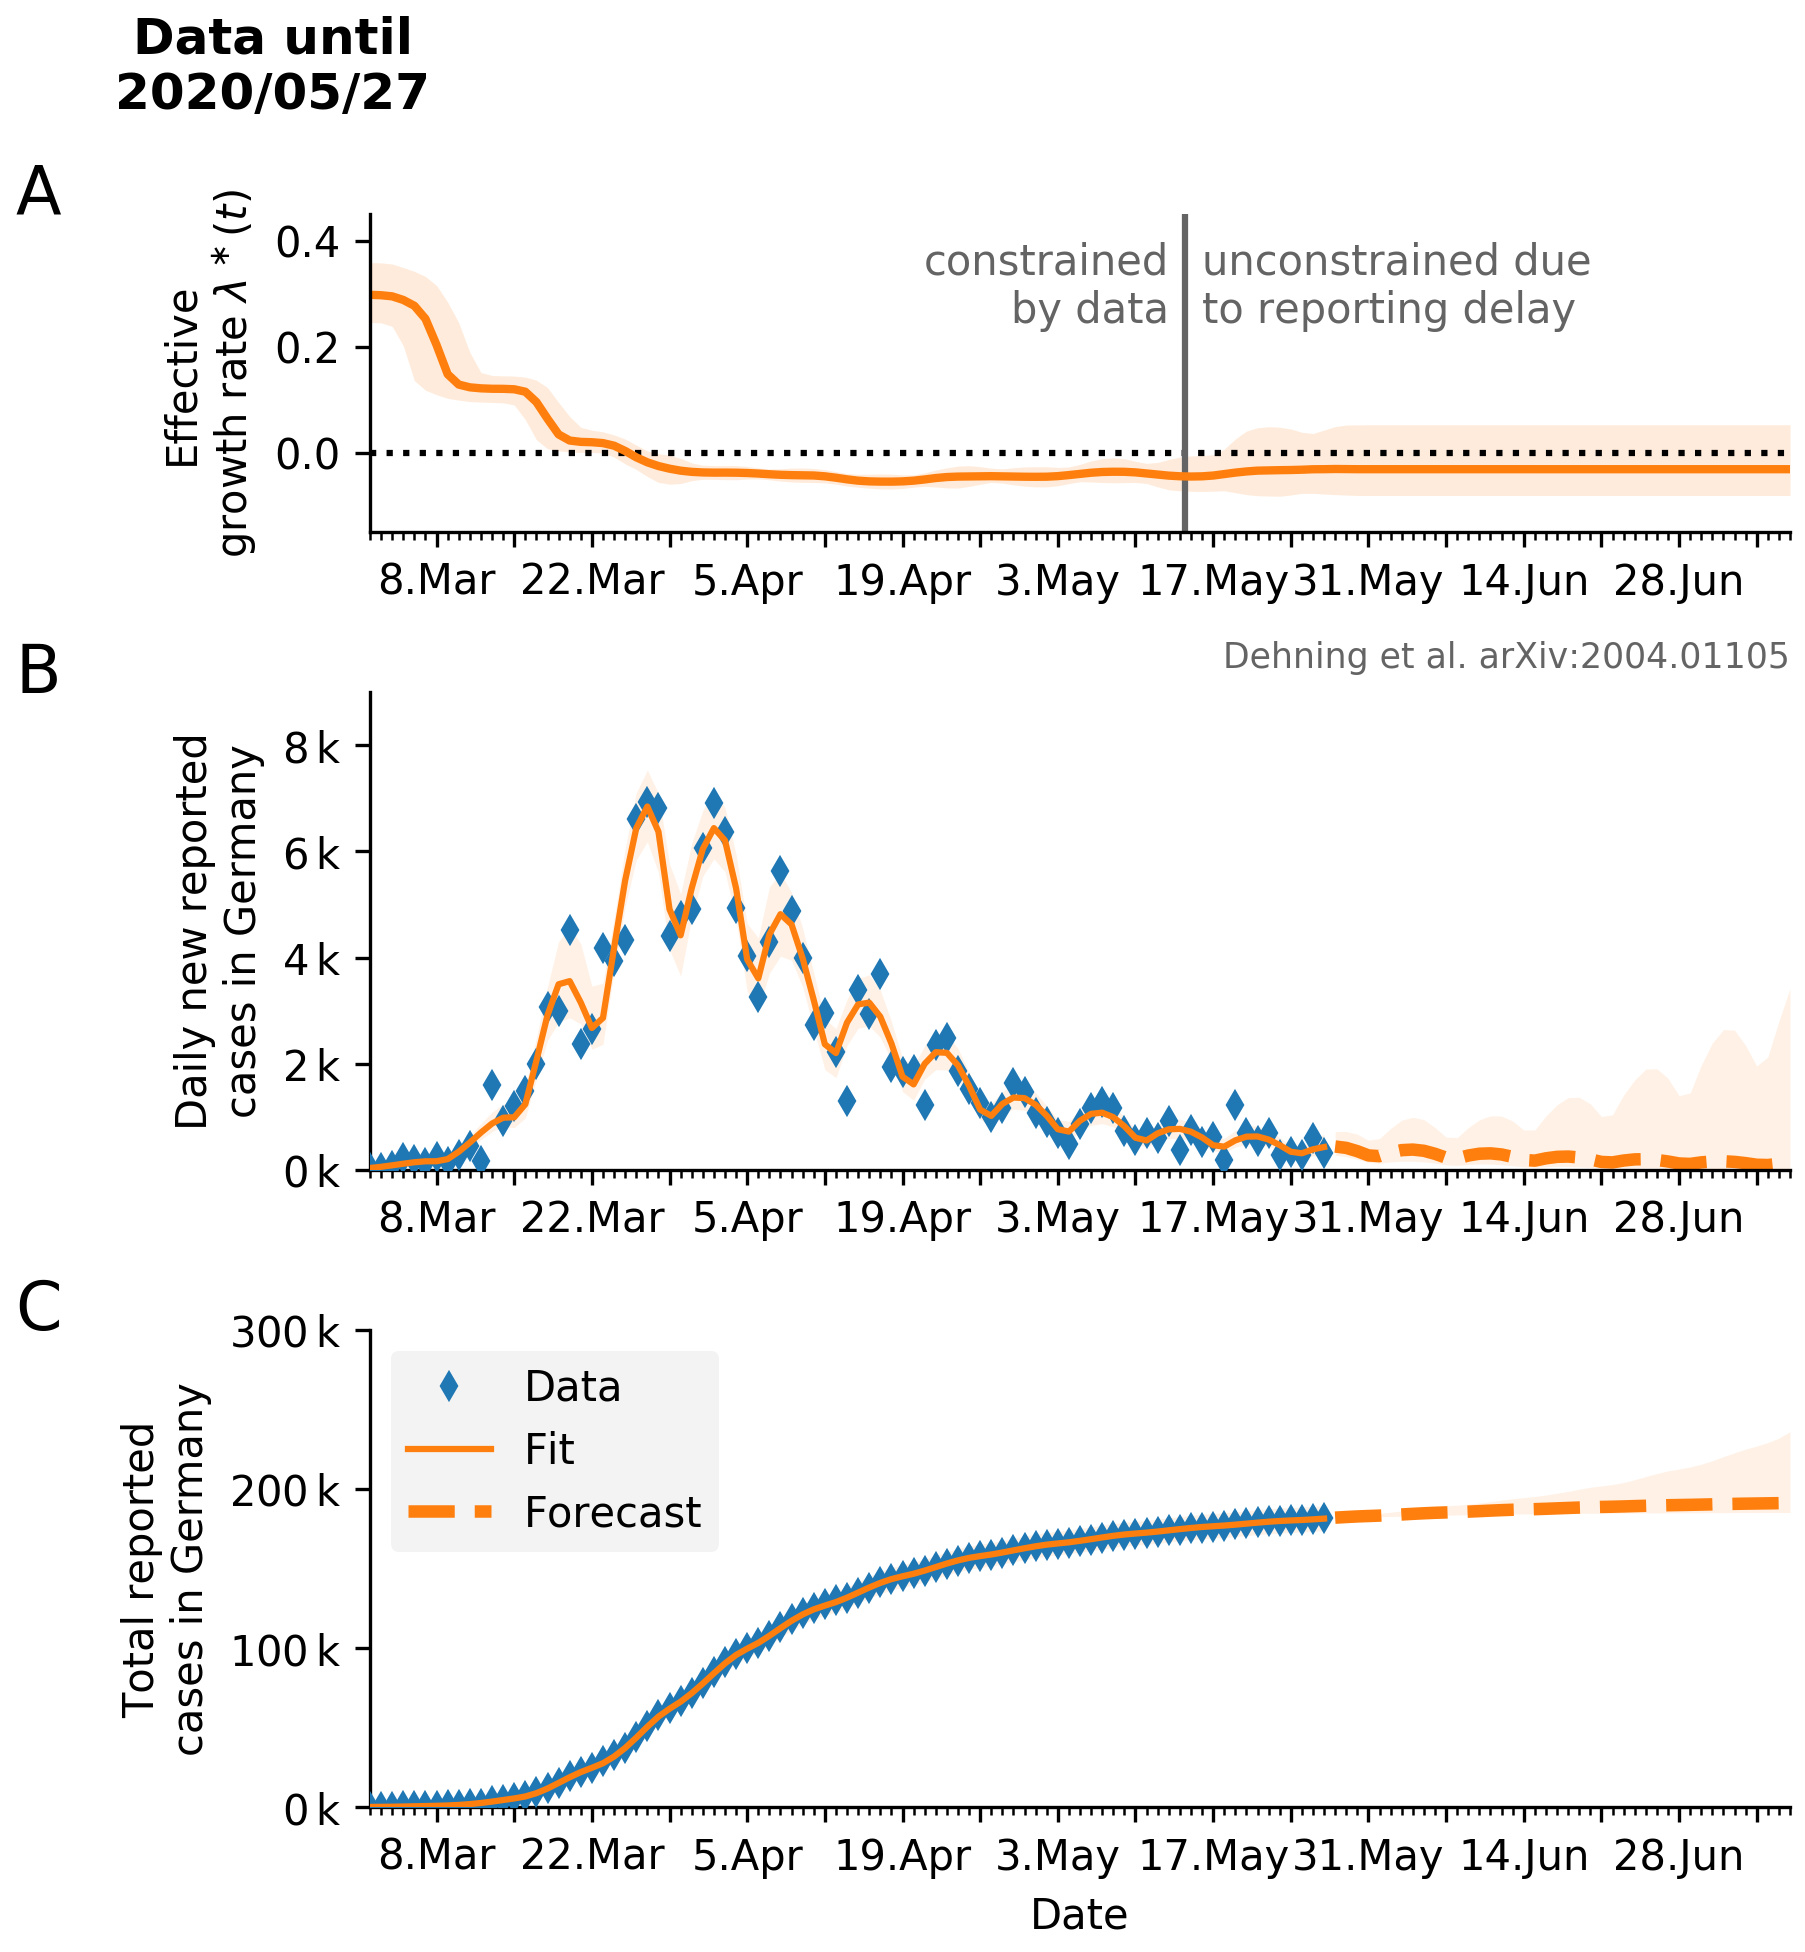 Data until
2020/05/27
A
Effective
growth rate λ * (t)
0.4
0.2
0.0
constrained
by data
unconstrained due
to reporting delay
8.Mar 22.Mar 5.Apr 19.Apr 3.May 17.May 31.May 14.Jun 28.Jun
Dehning et al. arXiv:2004.01105
B
Daily new reported
cases in Germany
8 k
6 k
4 k
2 k
0 k
8.Mar 22.Mar 5.Apr 19.Apr 3.May 17.May 31.May 14.Jun 28.Jun
C
Total reported
cases in Germany
300 k
200 k
100 k
0 k
Data
Fit
Forecast
8.Mar 22.Mar 5.Apr 19.Apr 3.May 17.May 31.May 14.Jun 28.Jun
Date